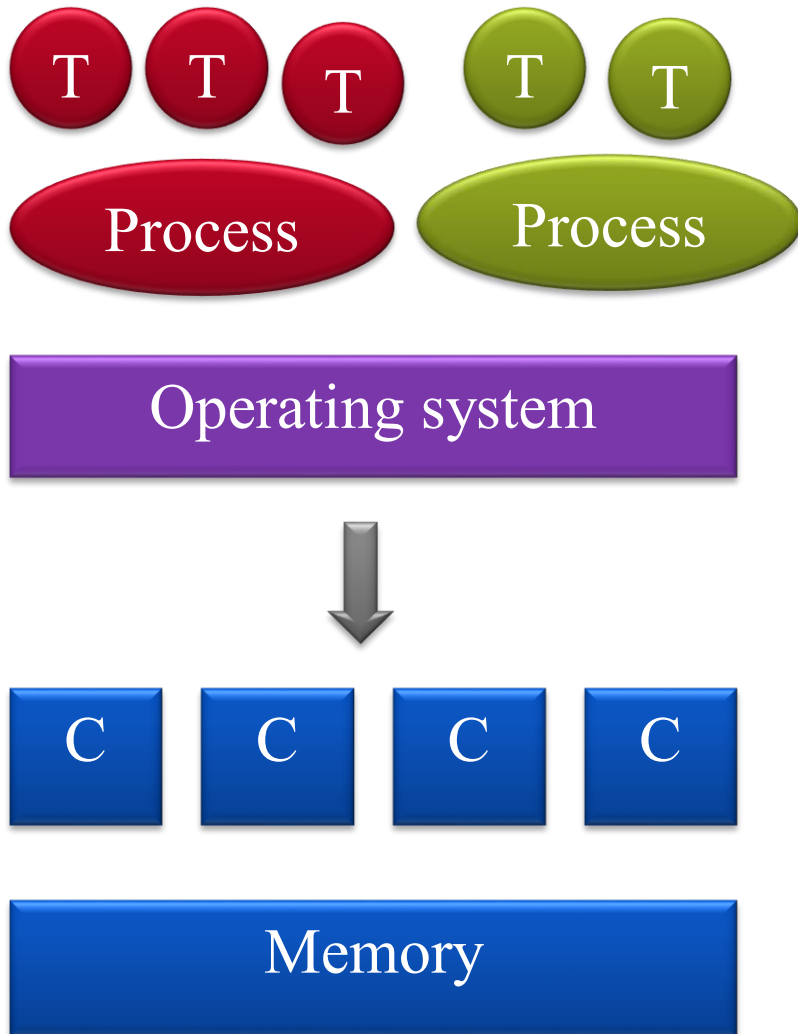 T T T T T
Process Process
Operating system
C C C C
Memory